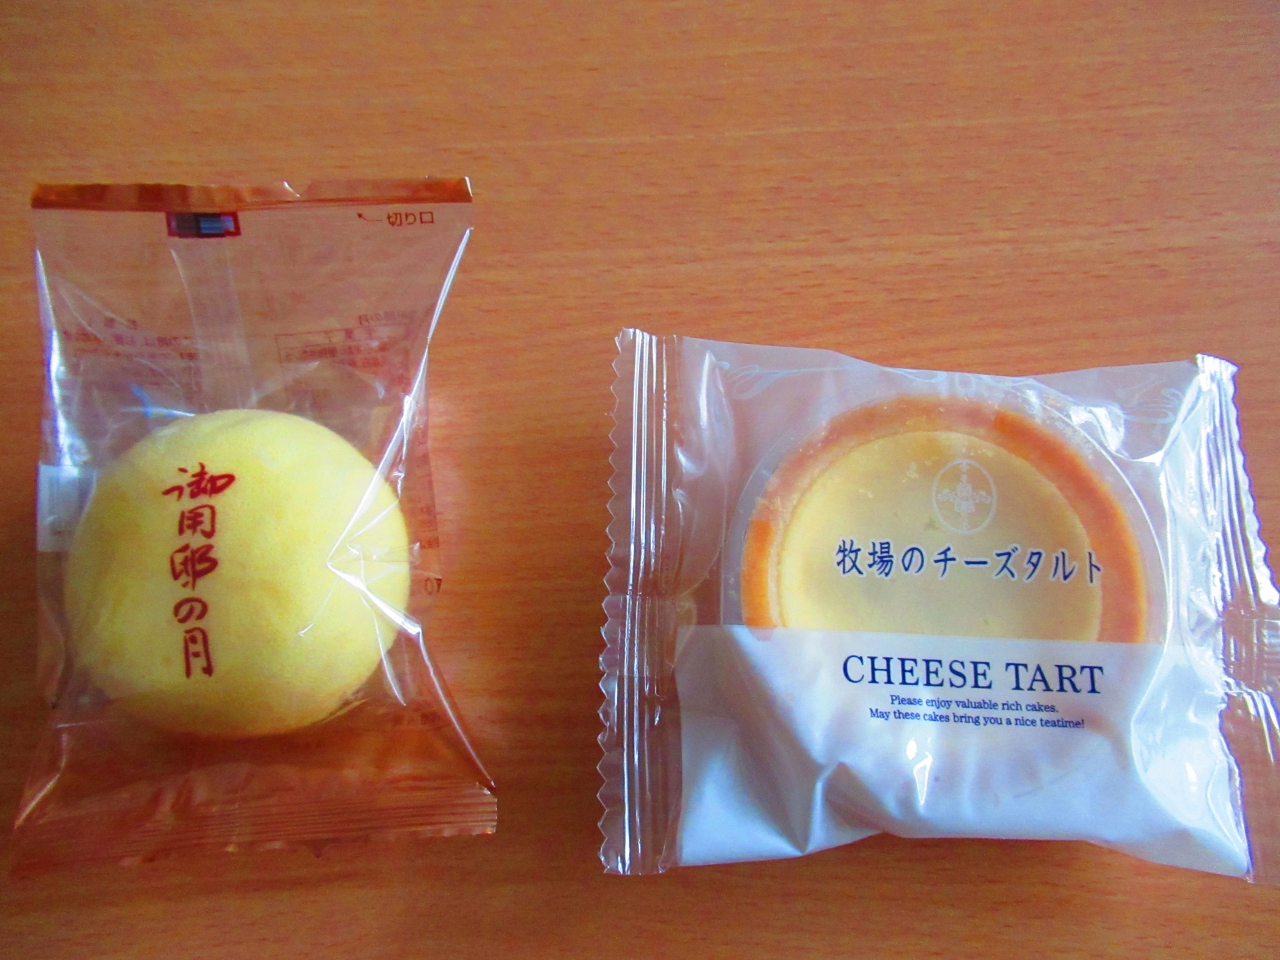 切り口
御用邸の月
07
牧場のチーズタルト
CHEESE TART
Please enjoy valuable rich cakes.
May these cakes bring you a nice teatime!